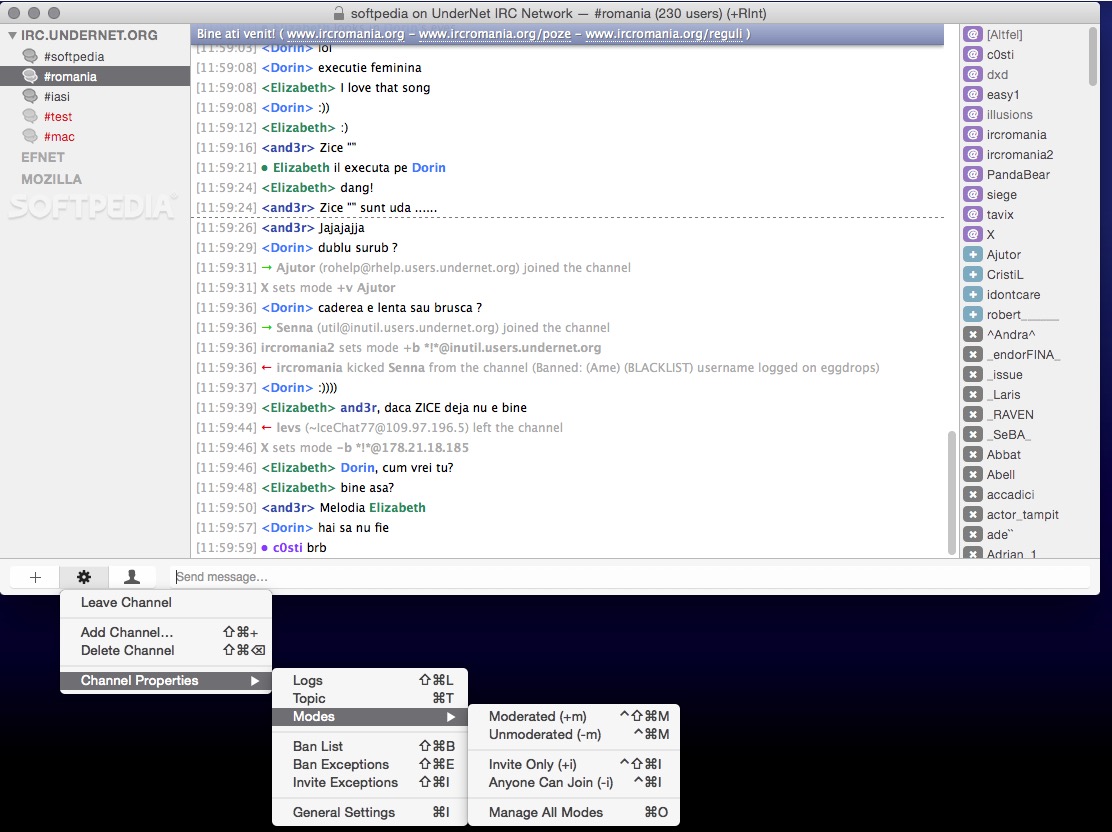 softpedia on UnderNet IRC Network — #romania (230 users) (+RInt)
IRC.UNDERNET.ORG
#softpedia
#romania
#iasi
#test
#mac
EFNET
MOZILLA
SOFTPEDIA
Bine ati venit! ( www.ircromania.org – www.ircromania.org/poze – www.ircromania.org/reguli )
[11:59:03] <Dorin> lol
[11:59:08] <Dorin> executie feminina
[11:59:08] <Elizabeth> I love that song
[11:59:08] <Dorin> :))
[11:59:12] <Elizabeth> :)
[11:59:16] <and3r> Zice ""
[11:59:21] • Elizabeth il executa pe Dorin
[11:59:24] <Elizabeth> dang!
[11:59:24] <and3r> Zice "" sunt uda ......
[11:59:26] <and3r> Jajajajja
[11:59:29] <Dorin> dublu surub ?
[11:59:31] → Ajutor (rohelp@rhelp.users.undernet.org) joined the channel
[11:59:31] X sets mode +v Ajutor
[11:59:36] <Dorin> caderea e lenta sau brusca ?
[11:59:36] → Senna (util@inutil.users.undernet.org) joined the channel
[11:59:36] ircromania2 sets mode +b *!*@inutil.users.undernet.org
[11:59:36] ← ircromania kicked Senna from the channel (Banned: (Ame) (BLACKLIST) username logged on eggdrops)
[11:59:37] <Dorin> :))))
[11:59:39] <Elizabeth> and3r, daca ZICE deja nu e bine
[11:59:44] ← levs (~IceChat77@109.97.196.5) left the channel
[11:59:46] X sets mode -b *!*@178.21.18.185
[11:59:46] <Elizabeth> Dorin, cum vrei tu?
[11:59:48] <Elizabeth> bine asa?
[11:59:50] <and3r> Melodia Elizabeth
[11:59:57] <Dorin> hai sa nu fie
[11:59:59] • c0sti brb
@ [Altfel]
@ c0sti
@ dxd
@ easy1
@ illusions
@ ircromania
@ ircromania2
@ PandaBear
@ siege
@ tavix
@ X
+ Ajutor
+ CristiL
+ idontcare
+ robert______
x ^Andra^
x _endorFINA_
x _issue
x _Laris
x _RAVEN
x _SeBA_
x Abbat
x Abell
x accadici
x actor_tampit
x ade``
x Adrian_1
Send message...
Leave Channel
Add Channel... ⇧⌘+
Delete Channel ⇧⌘⌫
Channel Properties
Logs ⇧⌘L
Topic ⌘T
Modes
Ban List ⇧⌘B
Ban Exceptions ⇧⌘E
Invite Exceptions ⇧⌘I
General Settings ⌘I
Moderated (+m) ^⇧⌘M
Unmoderated (-m) ^⌘M
Invite Only (+i) ^⇧⌘I
Anyone Can Join (-i) ^⌘I
Manage All Modes ⌘O